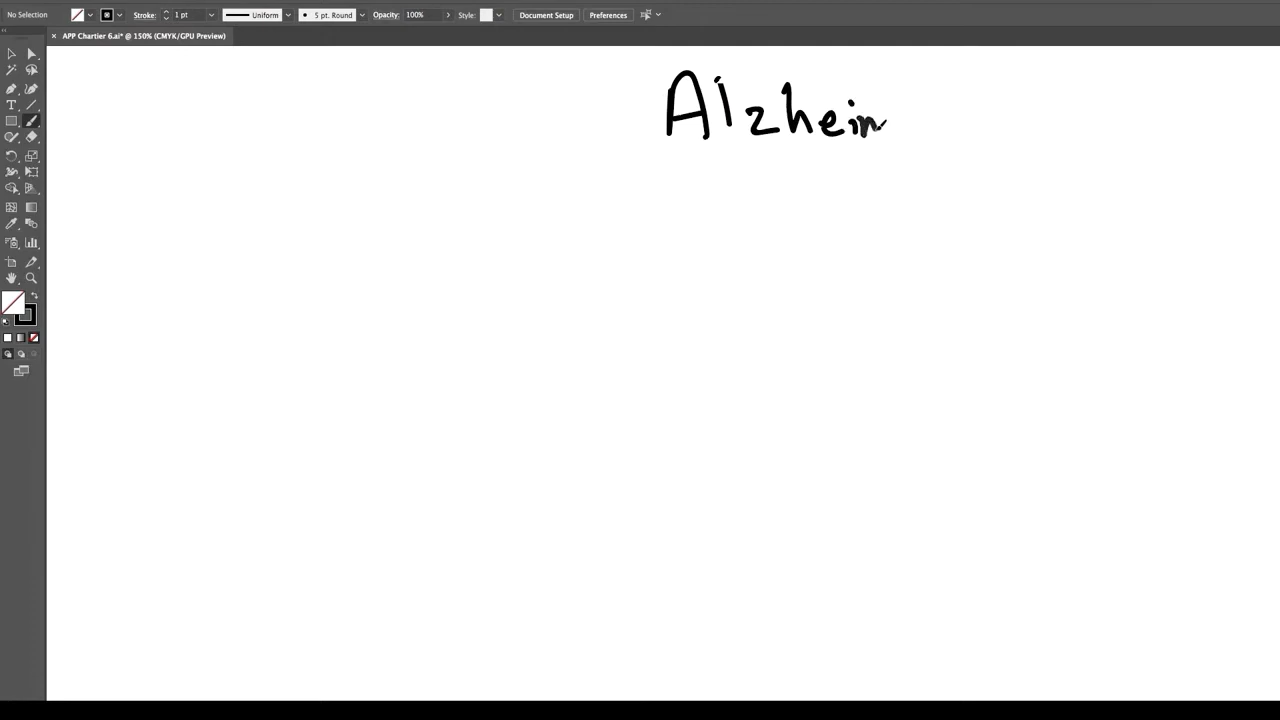 No Selection Stroke: 1 pt Uniform 5 pt. Round Opacity: 100% Style: Document Setup Preferences
× APP Chartier 6.ai* @ 150% (CMYK/GPU Preview)
Alzhein